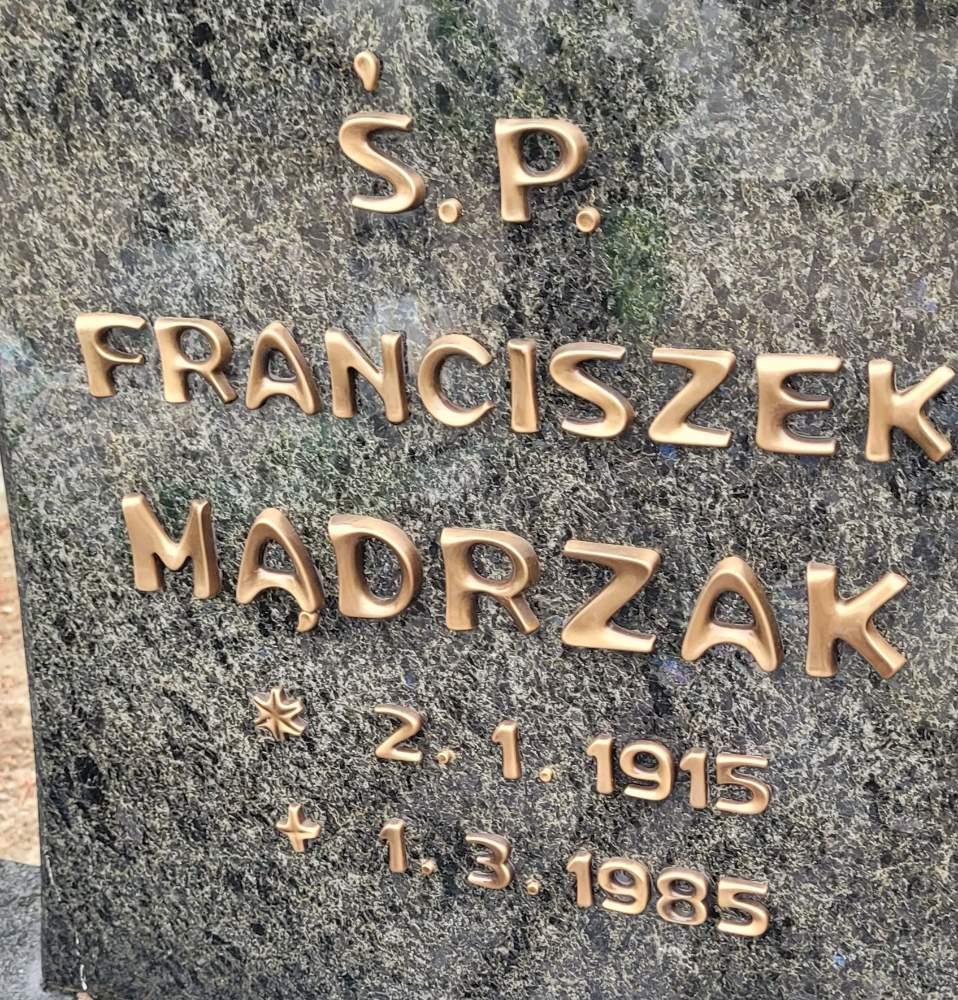 Ś. P.
FRANCISZEK
MĄDRZAK
* 2. 1. 1915
+ 1. 3. 1985